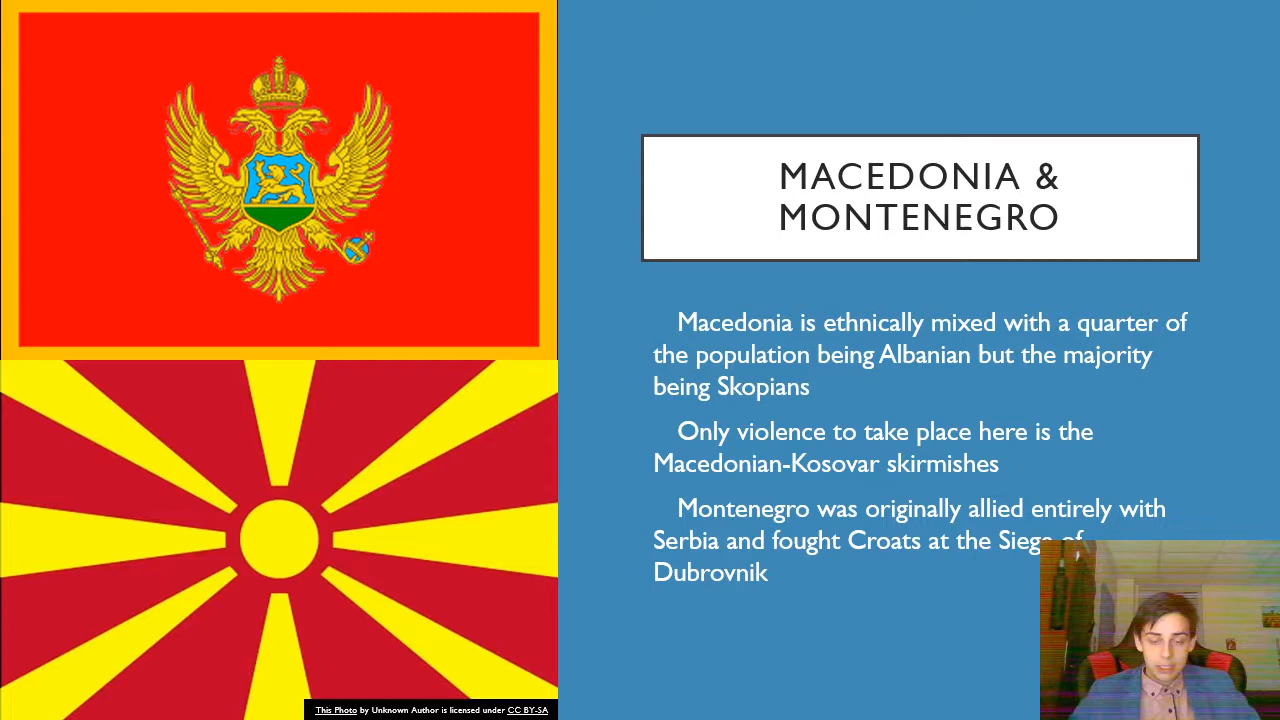 MACEDONIA &
MONTENEGRO
Macedonia is ethnically mixed with a quarter of
the population being Albanian but the majority
being Skopians
Only violence to take place here is the
Macedonian-Kosovar skirmishes
Montenegro was originally allied entirely with
Serbia and fought Croats at the Siege of
Dubrovnik
This Photo by Unknown Author is licensed under CC BY-SA